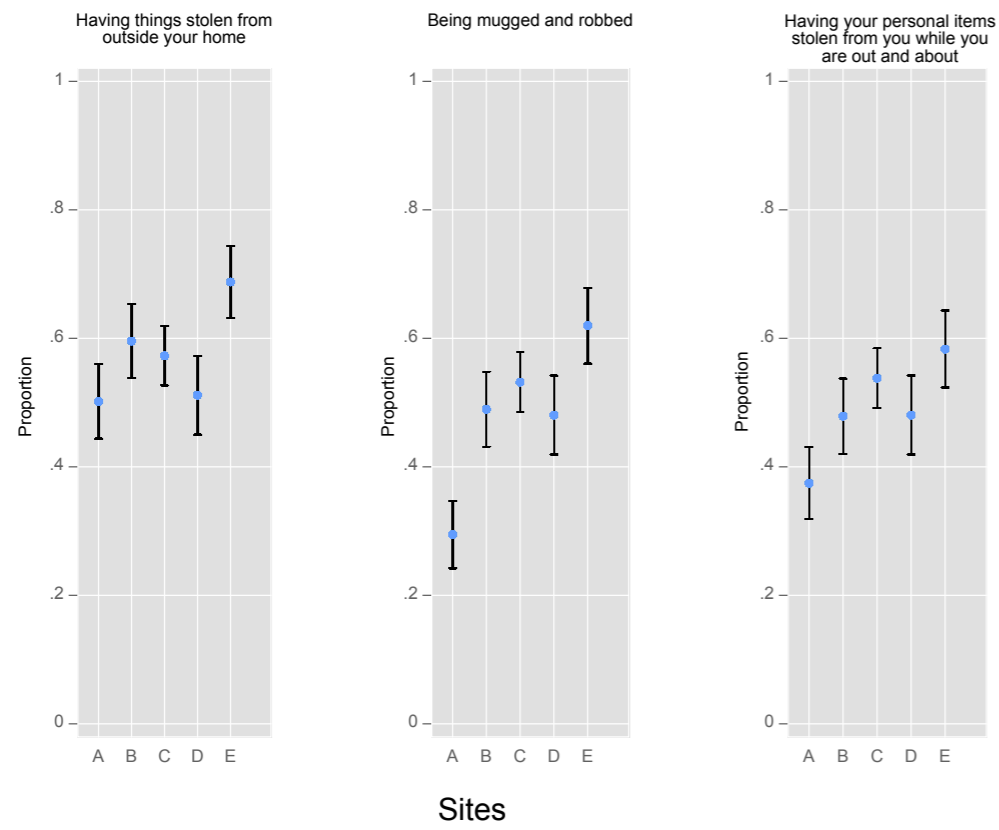 Having things stolen from
outside your home
Proportion
1
.8
.6
.4
.2
0
A B C D E
Being mugged and robbed
Proportion
1
.8
.6
.4
.2
0
A B C D E
Having your personal items
stolen from you while you
are out and about
Proportion
1
.8
.6
.4
.2
0
A B C D E
Sites